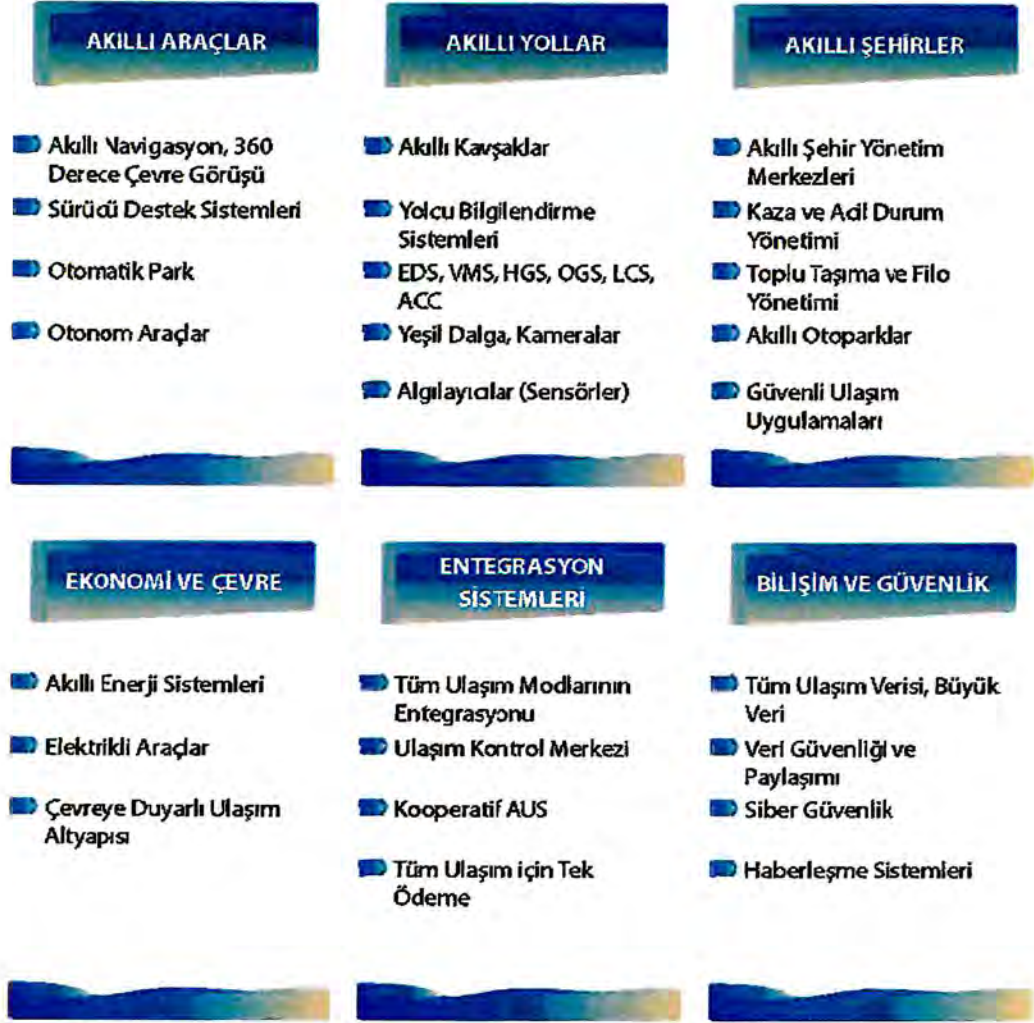 AKILLI ARAÇLAR
Akıllı Navigasyon, 360
Derece Çevre Görüşü
Sürücü Destek Sistemleri
Otomatik Park
Otonom Araçlar
AKILLI YOLLAR
Akıllı Kavşaklar
Yolcu Bilgilendirme
Sistemleri
EDS, VMS, HGS, OGS, LCS,
ACC
Yeşil Dalga, Kameralar
Algılayıcılar (Sensörler)
AKILLI ŞEHİRLER
Akıllı Şehir Yönetim
Merkezleri
Kaza ve Acil Durum
Yönetimi
Toplu Taşıma ve Filo
Yönetimi
Akıllı Otoparklar
Güvenli Ulaşım
Uygulamaları
EKONOMİ VE ÇEVRE
Akıllı Enerji Sistemleri
Elektrikli Araçlar
Çevreye Duyarlı Ulaşım
Altyapısı
ENTEGRASYON
SİSTEMLERİ
Tüm Ulaşım Modlarının
Entegrasyonu
Ulaşım Kontrol Merkezi
Kooperatif AUS
Tüm Ulaşım için Tek
Ödeme
BİLİŞİM VE GÜVENLİK
Tüm Ulaşım Verisi, Büyük
Veri
Veri Güvenliği ve
Paylaşımı
Siber Güvenlik
Haberleşme Sistemleri